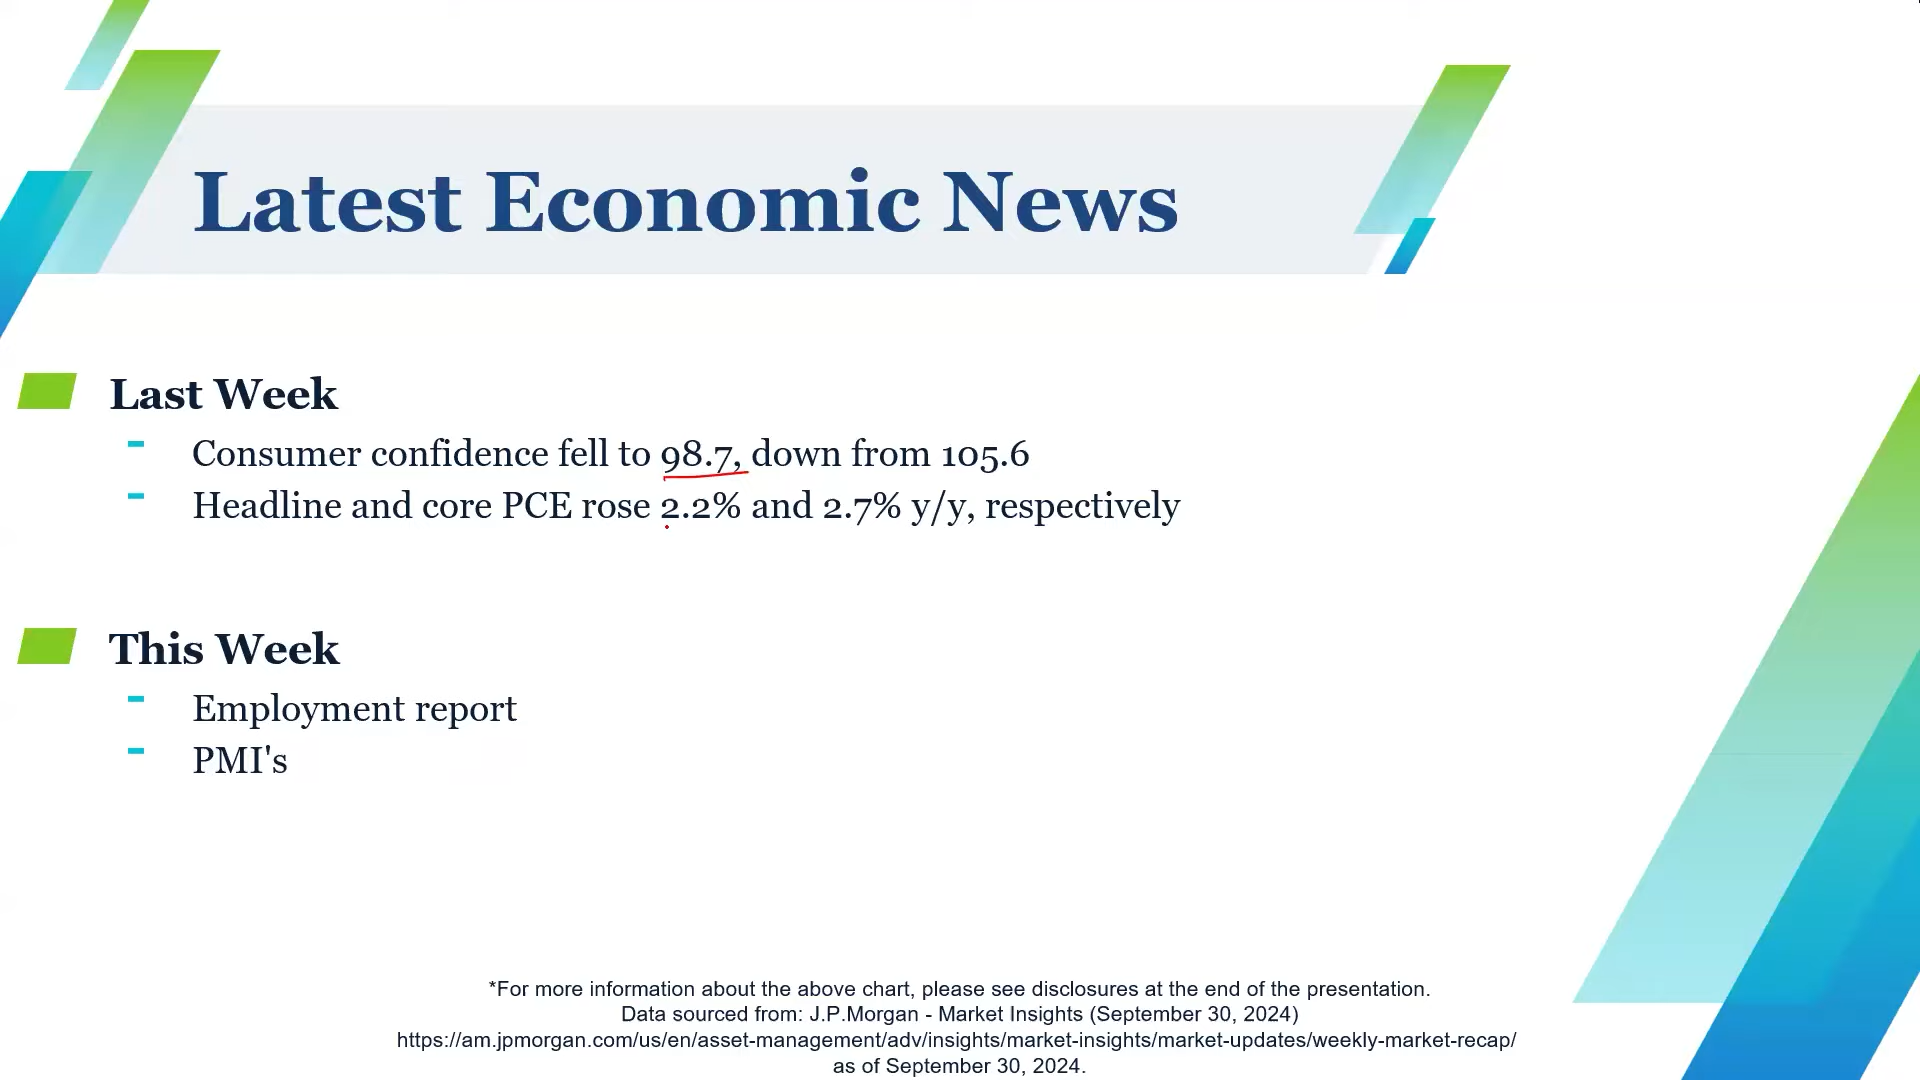 Latest Economic News
Last Week
- Consumer confidence fell to 98.7, down from 105.6
- Headline and core PCE rose 2.2% and 2.7% y/y, respectively
This Week
- Employment report
- PMI's
*For more information about the above chart, please see disclosures at the end of the presentation.
Data sourced from: J.P.Morgan - Market Insights (September 30, 2024)
https://am.jpmorgan.com/us/en/asset-management/adv/insights/market-insights/market-updates/weekly-market-recap/
as of September 30, 2024.